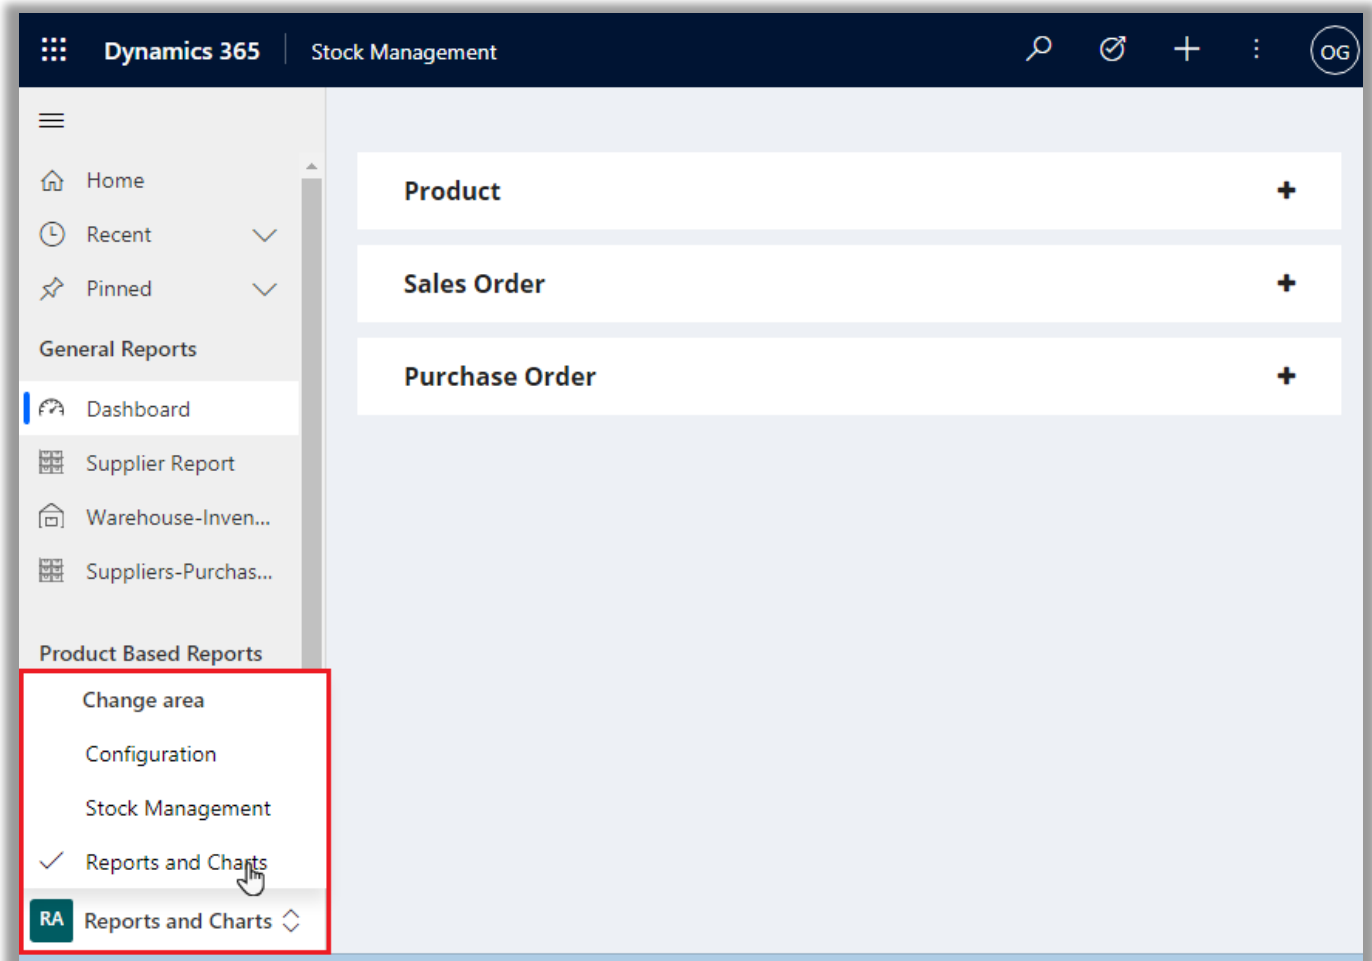 Dynamics 365 Stock Management OG
Home
Recent
Pinned
General Reports
Dashboard
Supplier Report
Warehouse-Inven...
Suppliers-Purchas...
Product Based Reports
Change area
Configuration
Stock Management
Reports and Charts
RA Reports and Charts
Product
Sales Order
Purchase Order